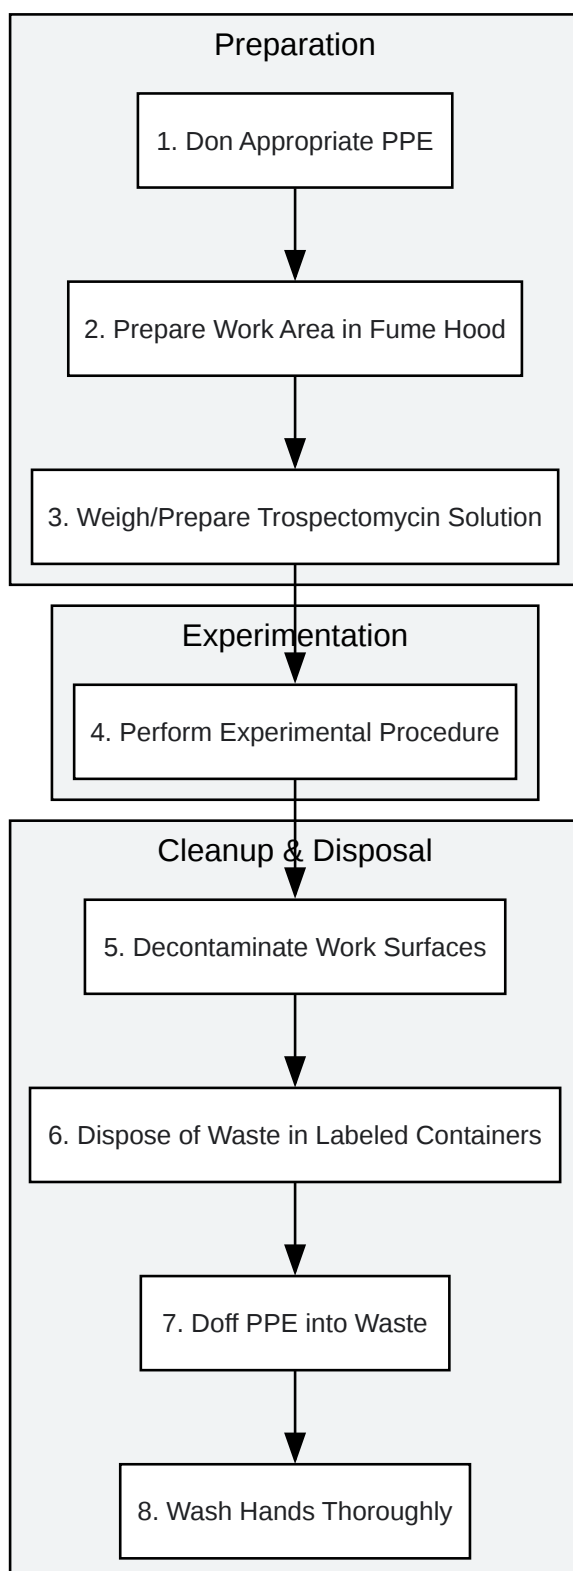 Preparation
1. Don Appropriate PPE
2. Prepare Work Area in Fume Hood
3. Weigh/Prepare Trospectomycin Solution
Experimentation
4. Perform Experimental Procedure
Cleanup & Disposal
5. Decontaminate Work Surfaces
6. Dispose of Waste in Labeled Containers
7. Doff PPE into Waste
8. Wash Hands Thoroughly